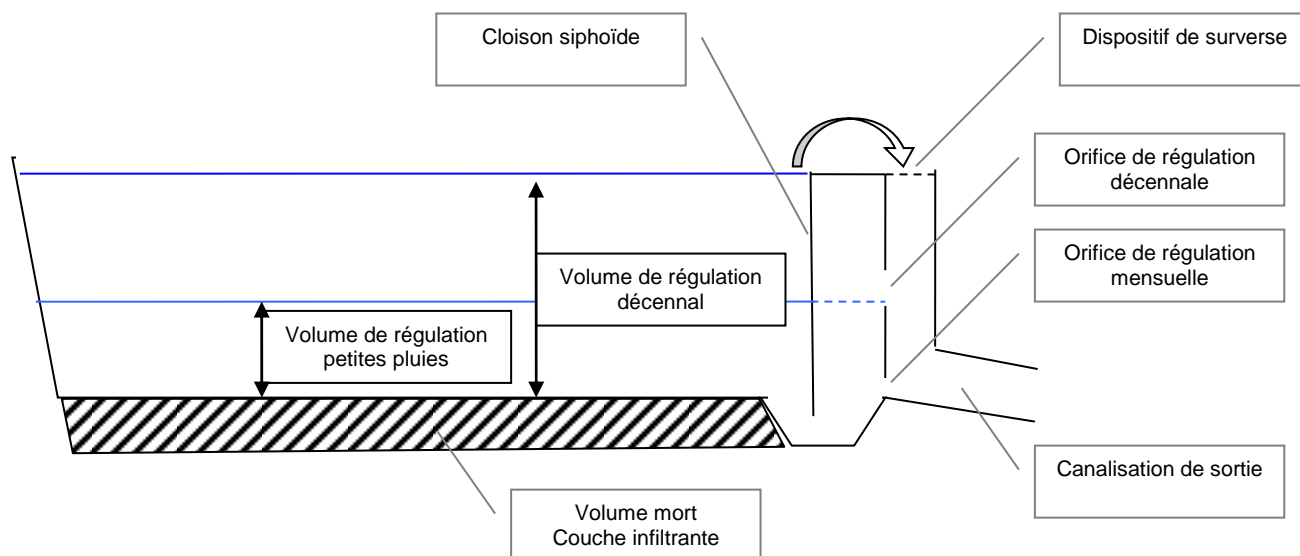 Cloison siphoïde
Dispositif de surverse
Orifice de régulation
décennale
Orifice de régulation
mensuelle
Volume de régulation
décennal
Volume de régulation
petites pluies
Canalisation de sortie
Volume mort
Couche infiltrante